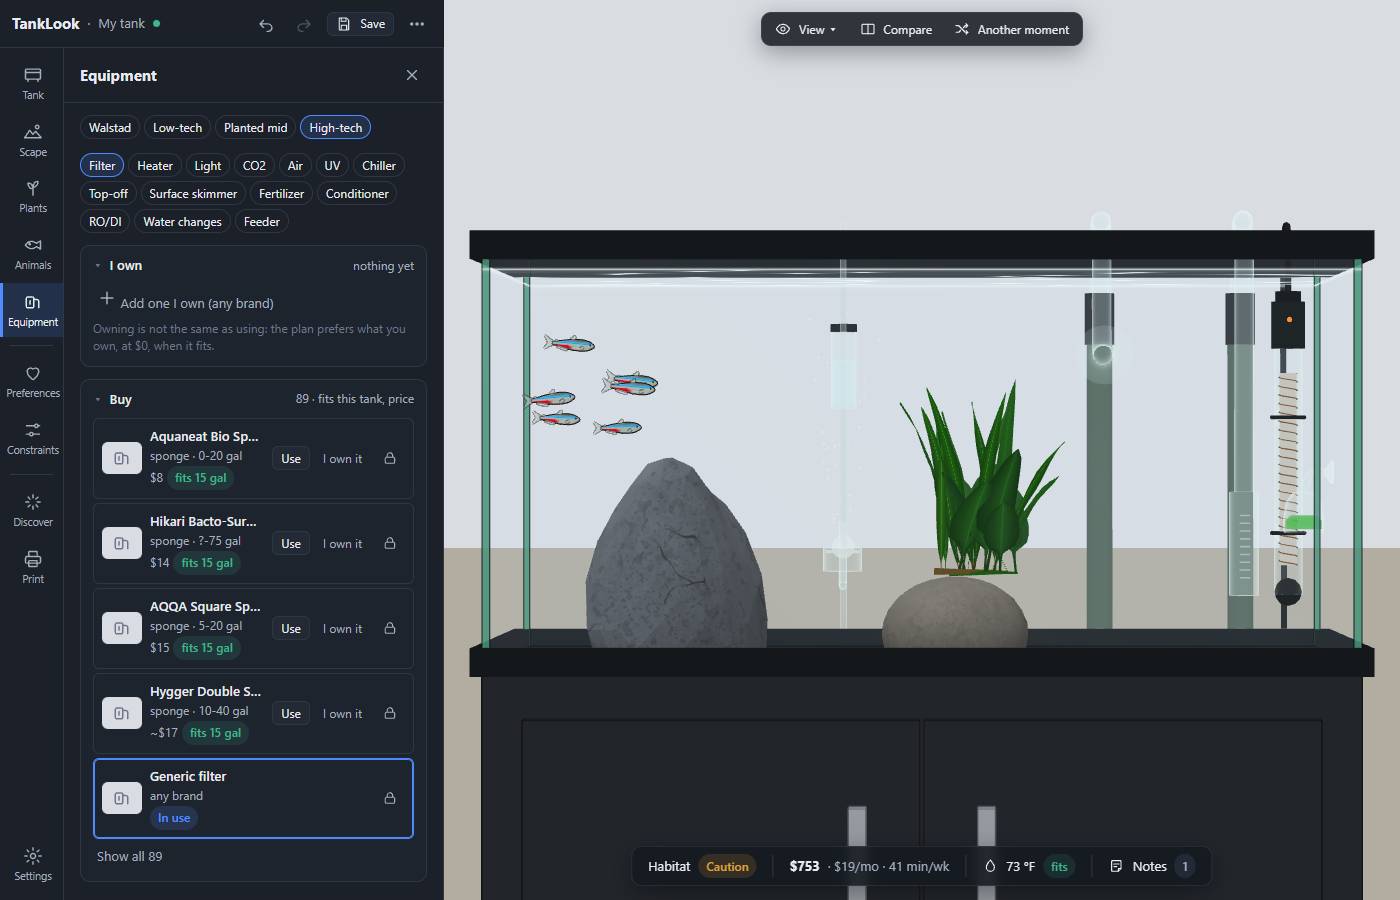 TankLook · My tank
Save
View
Compare
Another moment
Tank
Scape
Plants
Animals
Equipment
Preferences
Constraints
Discover
Print
Settings
Equipment
Walstad
Low-tech
Planted mid
High-tech
Filter
Heater
Light
CO2
Air
UV
Chiller
Top-off
Surface skimmer
Fertilizer
Conditioner
RO/DI
Water changes
Feeder
I own
nothing yet
Add one I own (any brand)
Owning is not the same as using: the plan prefers what you
own, at $0, when it fits.
Buy
89 · fits this tank, price
Aquaneat Bio Sp...
sponge · 0-20 gal
$8 fits 15 gal
Use
I own it
Hikari Bacto-Sur...
sponge · ?-75 gal
$14 fits 15 gal
Use
I own it
AQQA Square Sp...
sponge · 5-20 gal
$15 fits 15 gal
Use
I own it
Hygger Double S...
sponge · 10-40 gal
~$17 fits 15 gal
Use
I own it
Generic filter
any brand
In use
Show all 89
Habitat Caution
$753 · $19/mo · 41 min/wk
73 °F fits
Notes 1